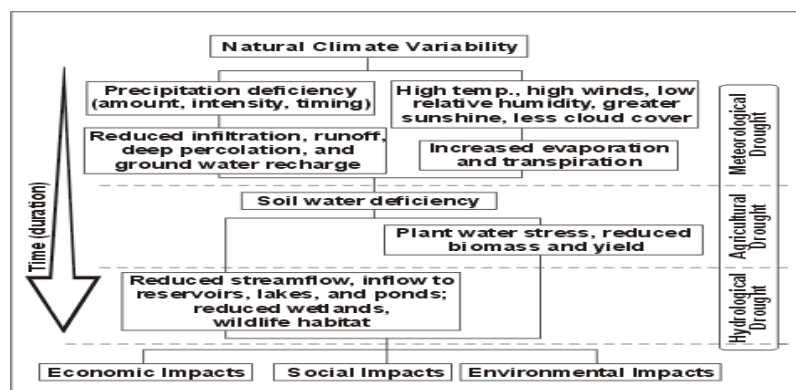 Natural Climate Variability
Precipitation deficiency
(amount, intensity, timing)
High temp., high winds, low
relative humidity, greater
sunshine, less cloud cover
Reduced infiltration, runoff,
deep percolation, and
ground water recharge
Increased evaporation
and transpiration
Meteorological
Drought
Time (duration)
Soil water deficiency
Plant water stress, reduced
biomass and yield
Agricultural
Drought
Reduced streamflow, inflow to
reservoirs, lakes, and ponds;
reduced wetlands,
wildlife habitat
Hydrological
Drought
Economic Impacts
Social Impacts
Environmental Impacts